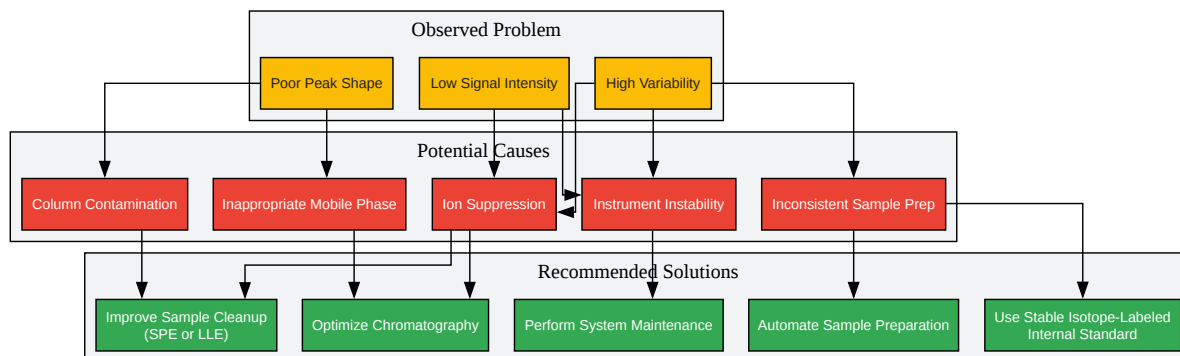 Observed Problem
Poor Peak Shape
Low Signal Intensity
High Variability
Potential Causes
Column Contamination
Inappropriate Mobile Phase
Ion Suppression
Instrument Instability
Inconsistent Sample Prep
Recommended Solutions
Improve Sample Cleanup
(SPE or LLE)
Optimize Chromatography
Perform System Maintenance
Automate Sample Preparation
Use Stable Isotope-Labeled
Internal Standard